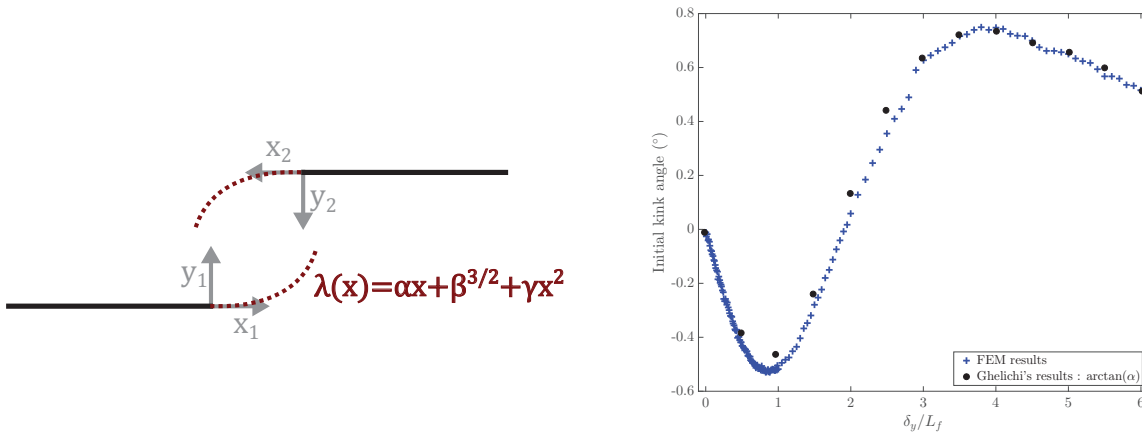 x₂
y₂
y₁
x₁
λ(x)=αx+β³ᐟ²+γx²
Initial kink angle (°)
0.8
0.6
0.4
0.2
0
-0.2
-0.4
-0.6
0 1 2 3 4 5 6
δy/Lf
FEM results
Ghelichi's results : arctan(α)